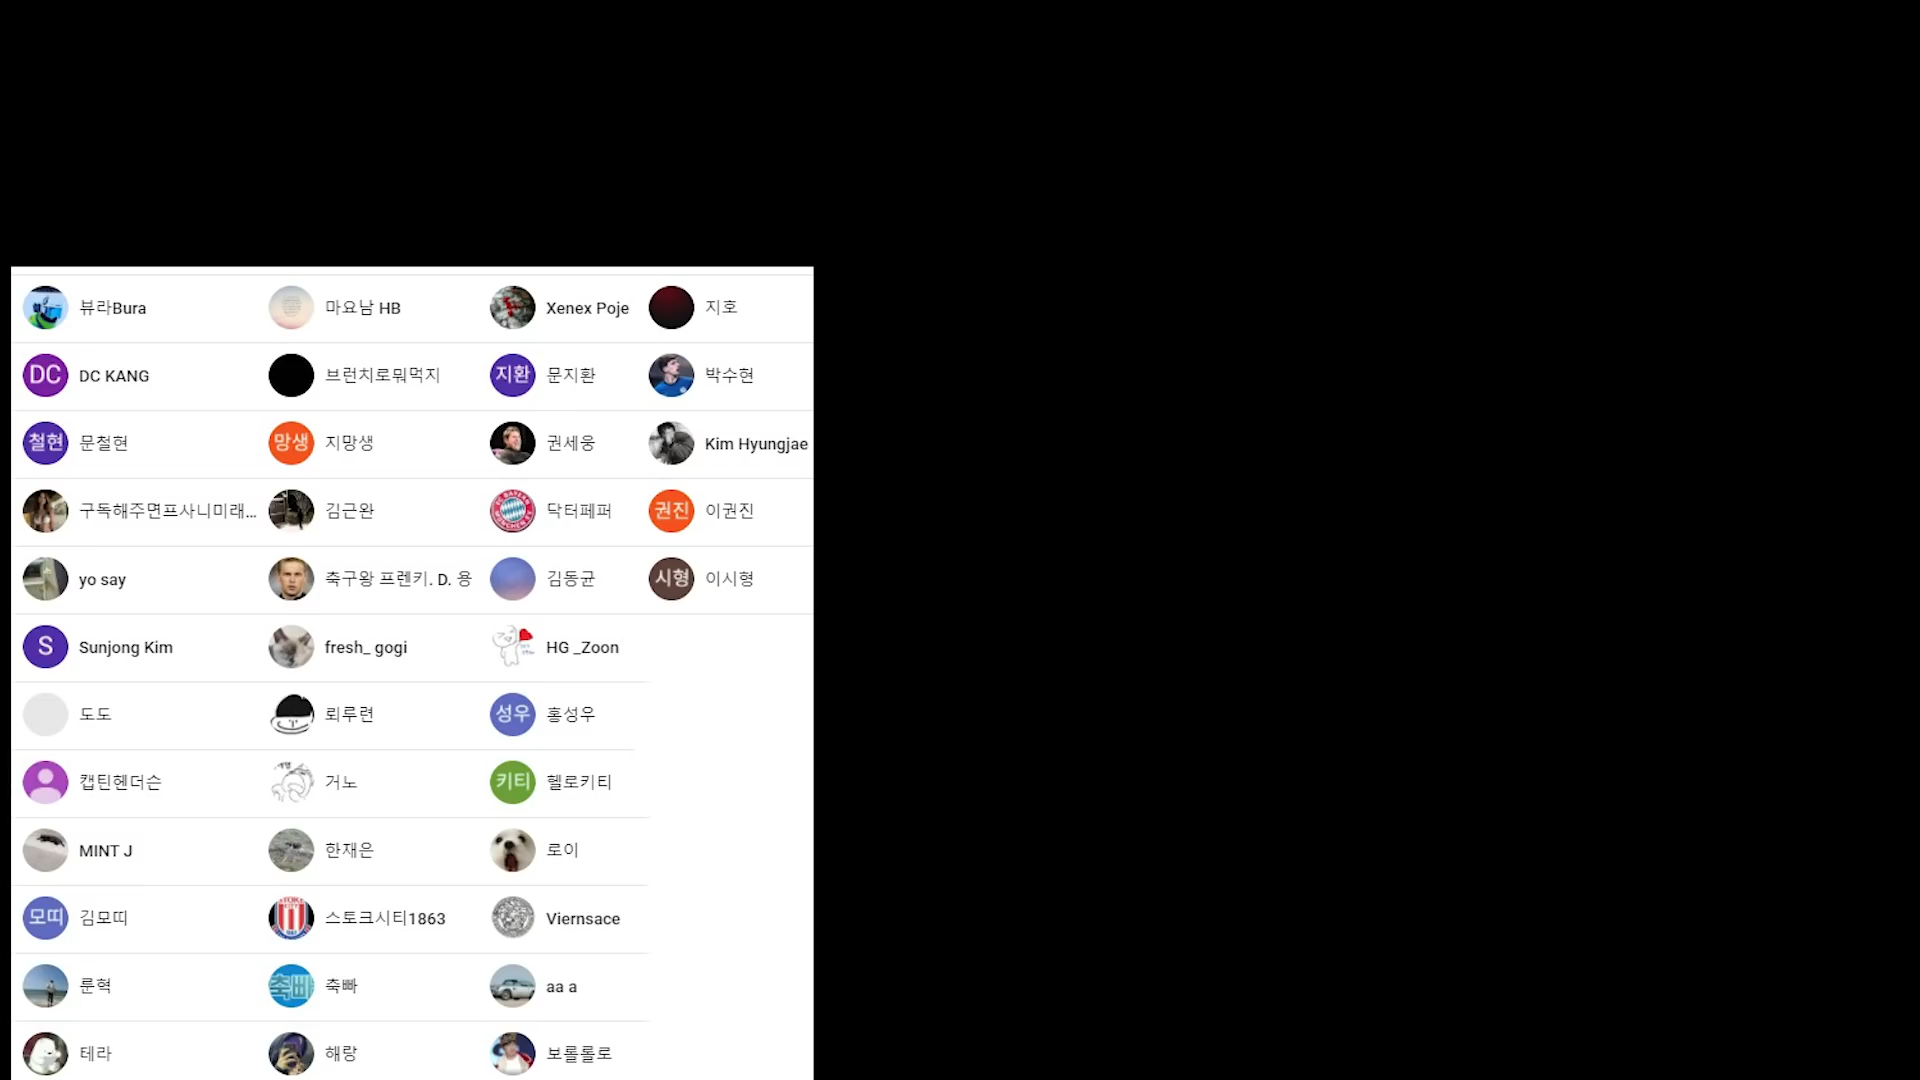 뷰라Bura 마요남 HB Xenex Poje 지호
DC DC KANG 브런치로뭐먹지 지환 문지환 박수현
철현 문철현 망생 지망생 권세웅 Kim Hyungjae
구독해주면프사니미래... 김근완 닥터페퍼 권진 이권진
yo say 축구왕 프렌키. D. 용 김동균 시형 이시형
S Sunjong Kim fresh_ gogi HG _Zoon
도도 뢰루련 성우 홍성우
캡틴헨더슨 거노 키티 헬로키티
MINT J 한재은 로이
모띠 김모띠 스토크시티1863 Viernsace
룬혁 축빠 축빠 aa a
테라 해랑 보롤롤로